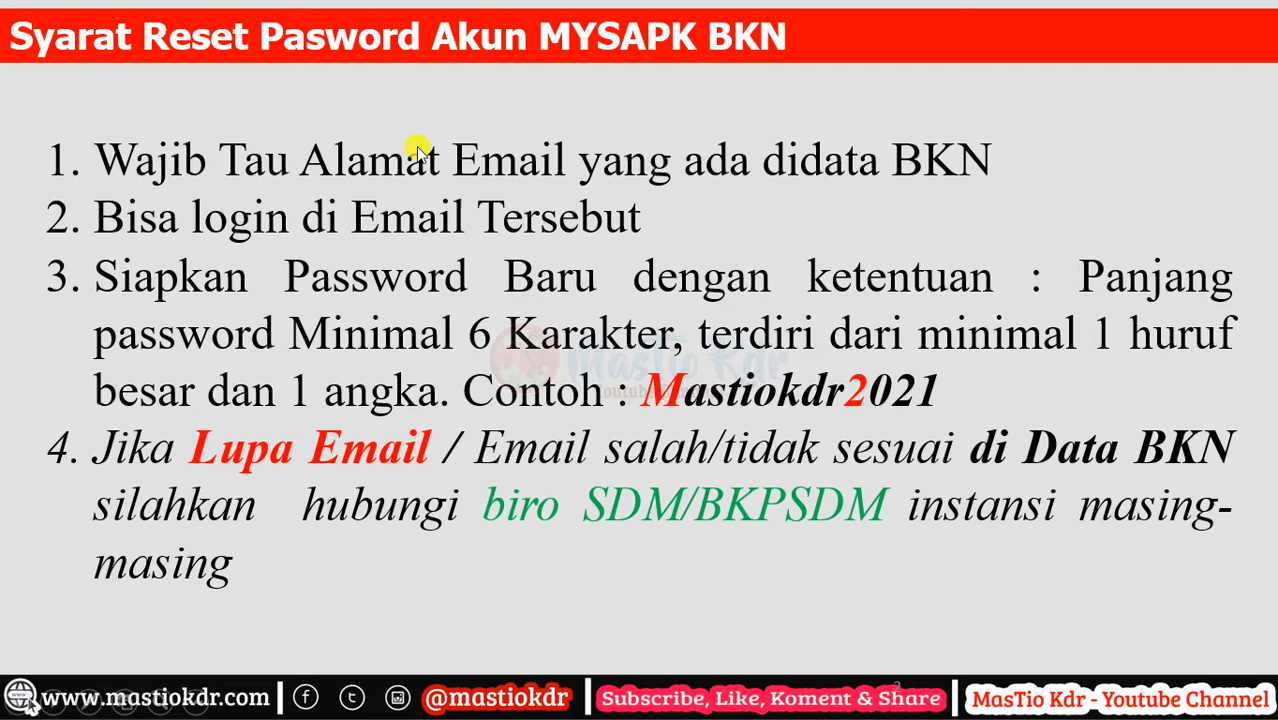 Syarat Reset Pasword Akun MYSAPK BKN
1. Wajib Tau Alamat Email yang ada didata BKN
2. Bisa login di Email Tersebut
3. Siapkan Password Baru dengan ketentuan : Panjang
password Minimal 6 Karakter, terdiri dari minimal 1 huruf
MasTio Kdr
besar dan 1 angka. Contoh : Mastiokdr2021
4. Jika Lupa Email / Email salah/tidak sesuai di Data BKN
silahkan hubungi biro SDM/BKPSDM instansi masing-
masing
www.mastiokdr.com @mastiokdr Subscribe, Like, Koment & Share MasTio Kdr - Youtube Channel